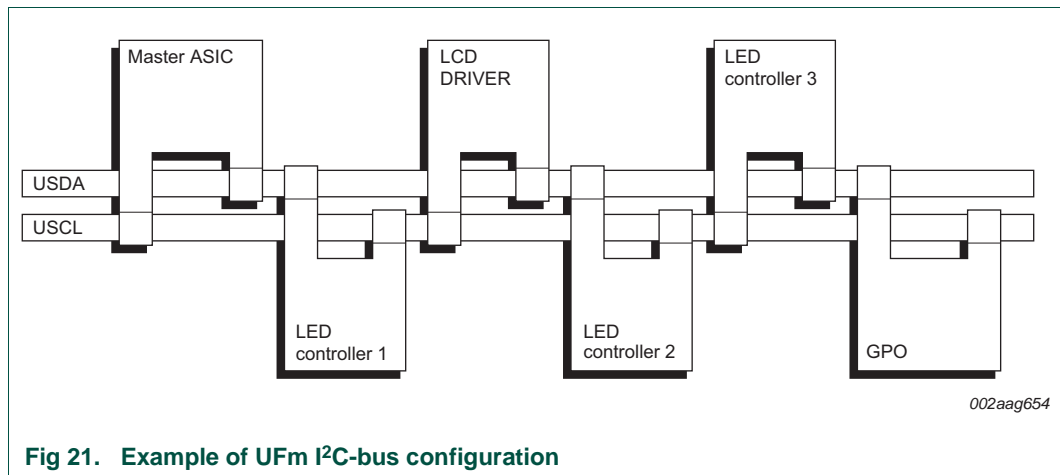 Master ASIC
LCD
DRIVER
LED
controller 3
USDA
USCL
LED
controller 1
LED
controller 2
GPO
002aag654
Fig 21. Example of UFm I²C-bus configuration